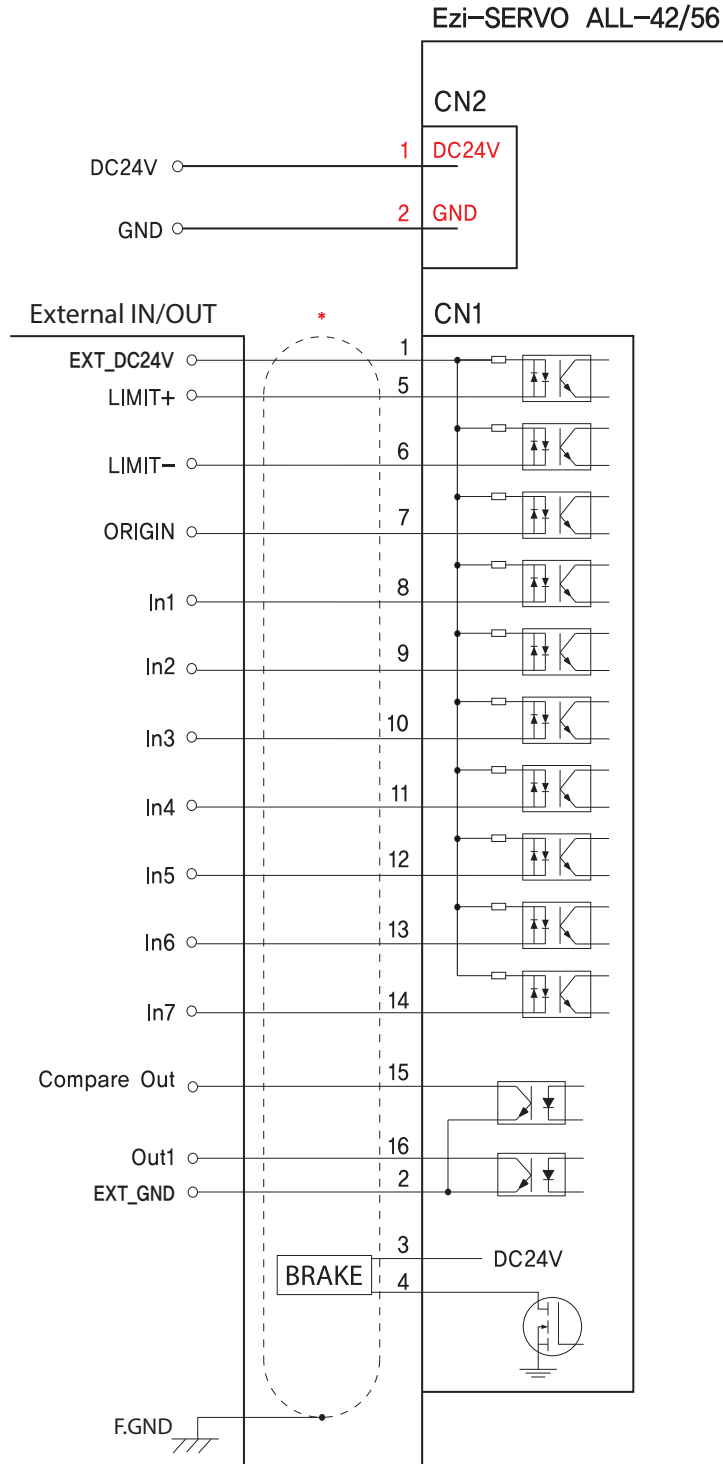 Ezi-SERVO ALL-42/56
CN2
DC24V 1 DC24V
GND 2 GND
External IN/OUT * CN1
EXT_DC24V 1
LIMIT+ 5
LIMIT- 6
ORIGIN 7
In1 8
In2 9
In3 10
In4 11
In5 12
In6 13
In7 14
Compare Out 15
Out1 16
EXT_GND 2
3 DC24V
BRAKE
4
F.GND